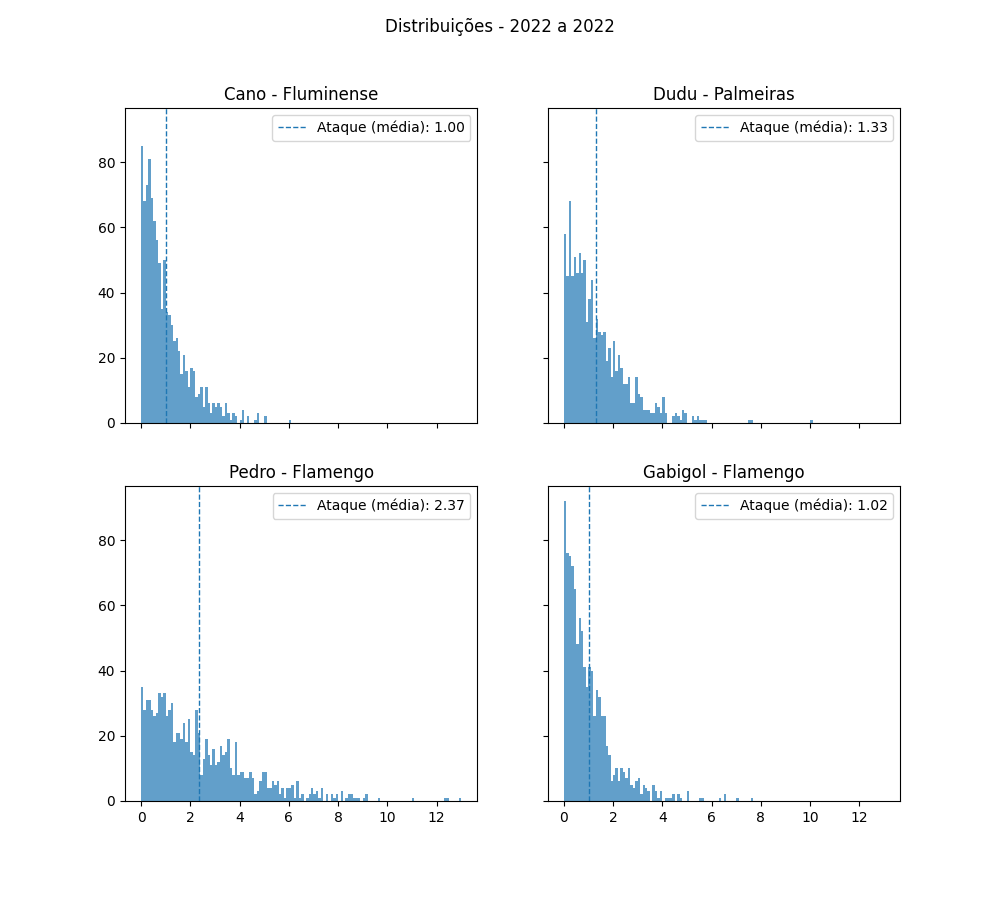 Distribuições - 2022 a 2022
Cano - Fluminense
Ataque (média): 1.00
80
60
40
20
0
Dudu - Palmeiras
Ataque (média): 1.33
Pedro - Flamengo
Ataque (média): 2.37
80
60
40
20
0
0 2 4 6 8 10 12
Gabigol - Flamengo
Ataque (média): 1.02
0 2 4 6 8 10 12